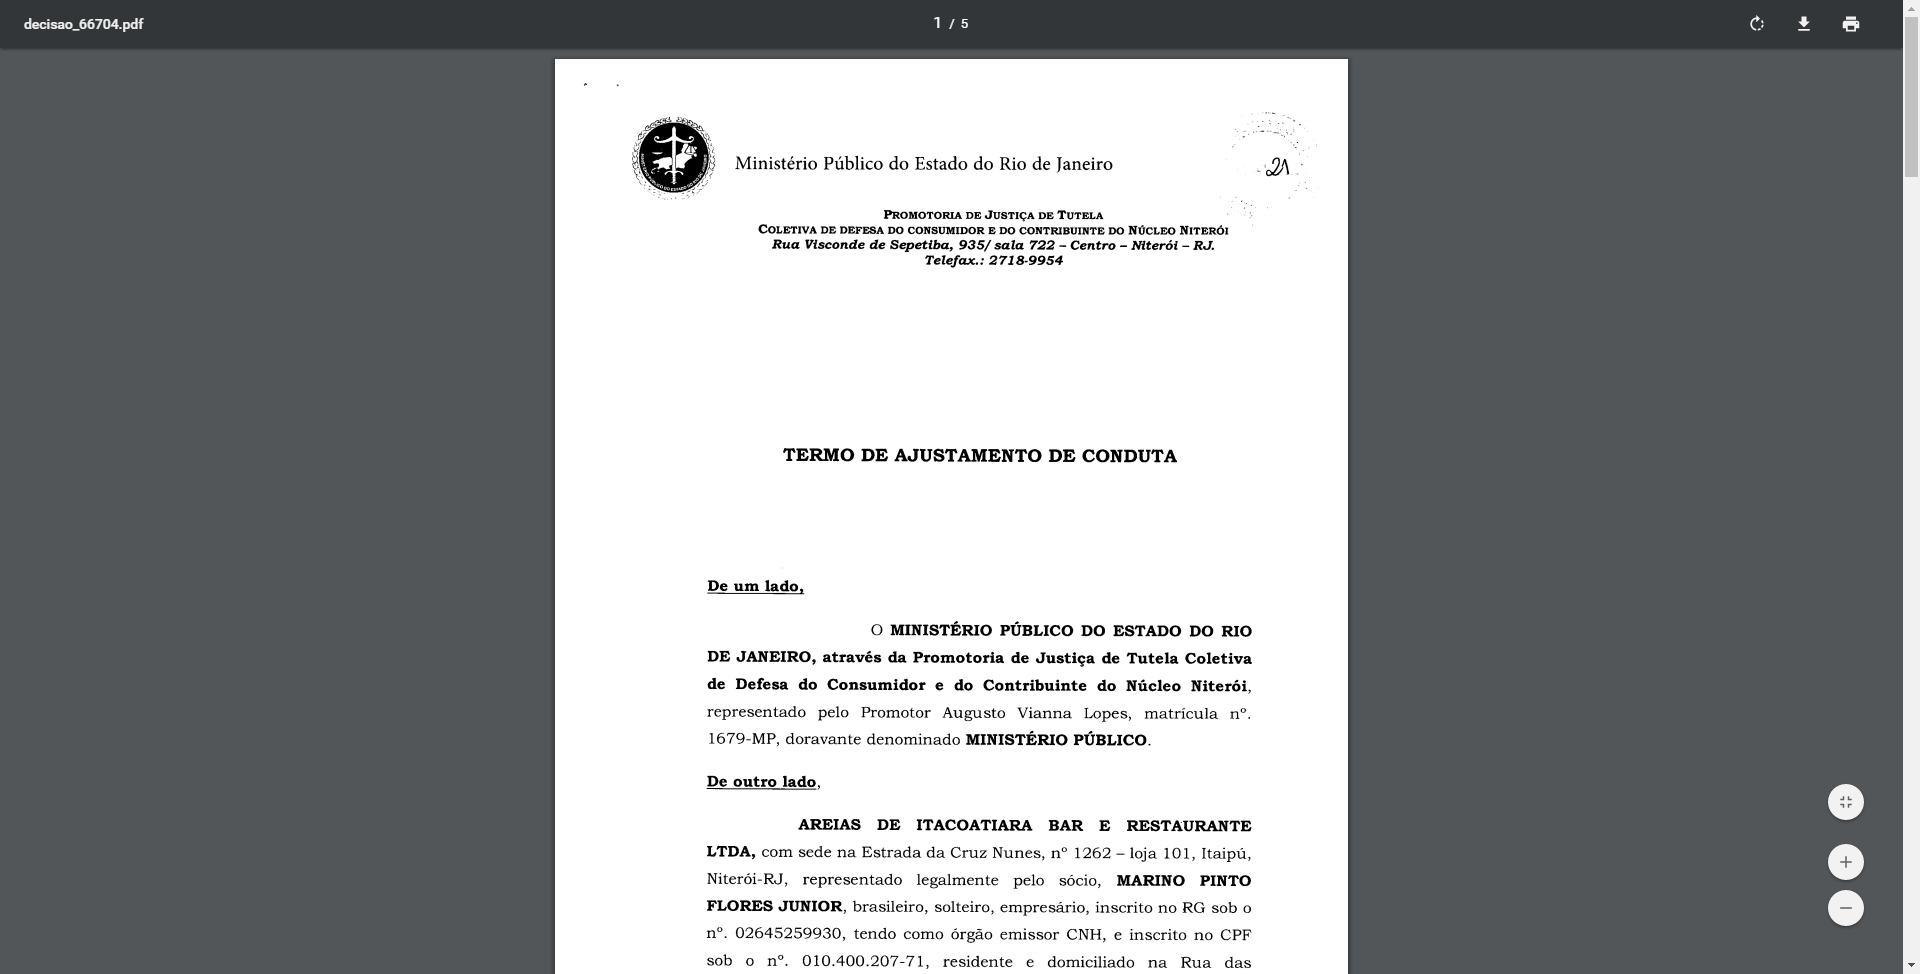 decisao_66704.pdf
1 / 5
Ministério Público do Estado do Rio de Janeiro
21
PROMOTORIA DE JUSTIÇA DE TUTELA
COLETIVA DE DEFESA DO CONSUMIDOR E DO CONTRIBUINTE DO NÚCLEO NITERÓI
Rua Visconde de Sepetiba, 935/ sala 722 – Centro – Niterói – RJ.
Telefax.: 2718-9954
TERMO DE AJUSTAMENTO DE CONDUTA
De um lado,
O MINISTÉRIO PÚBLICO DO ESTADO DO RIO
DE JANEIRO, através da Promotoria de Justiça de Tutela Coletiva
de Defesa do Consumidor e do Contribuinte do Núcleo Niterói,
representado pelo Promotor Augusto Vianna Lopes, matrícula nº.
1679-MP, doravante denominado MINISTÉRIO PÚBLICO.
De outro lado,
AREIAS DE ITACOATIARA BAR E RESTAURANTE
LTDA, com sede na Estrada da Cruz Nunes, nº 1262 – loja 101, Itaipú,
Niterói-RJ, representado legalmente pelo sócio, MARINO PINTO
FLORES JUNIOR, brasileiro, solteiro, empresário, inscrito no RG sob o
nº. 02645259930, tendo como órgão emissor CNH, e inscrito no CPF
sob o nº. 010.400.207-71, residente e domiciliado na Rua das